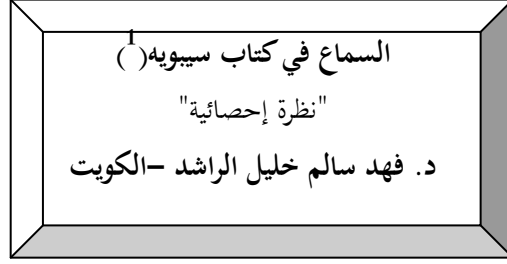 السماع في كتاب سيبويه(1)
"نظرة إحصائية"
د. فهد سالم خليل الراشد –الكويت